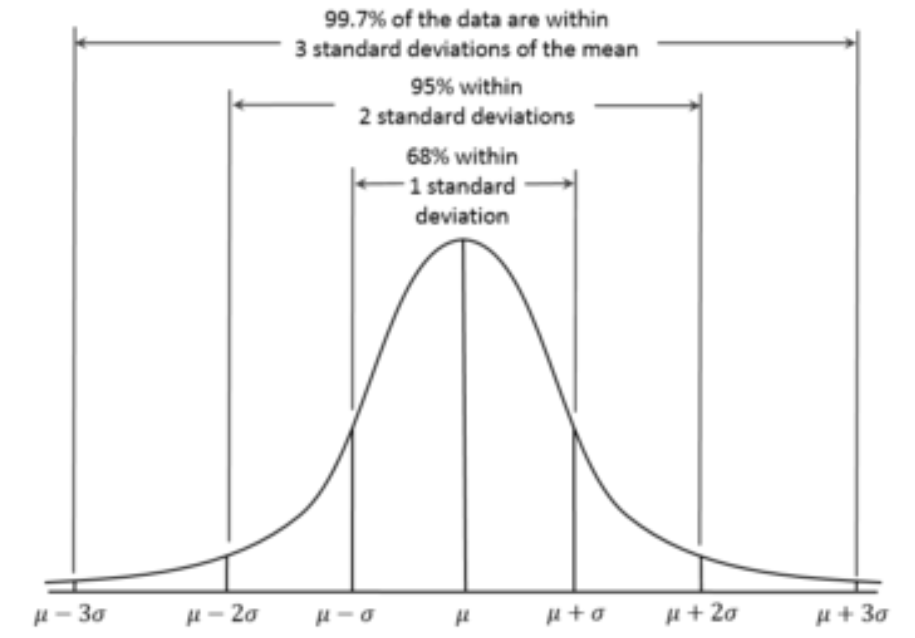 99.7% of the data are within
3 standard deviations of the mean
95% within
2 standard deviations
68% within
1 standard
deviation
μ − 3σ μ − 2σ μ − σ μ μ + σ μ + 2σ μ + 3σ